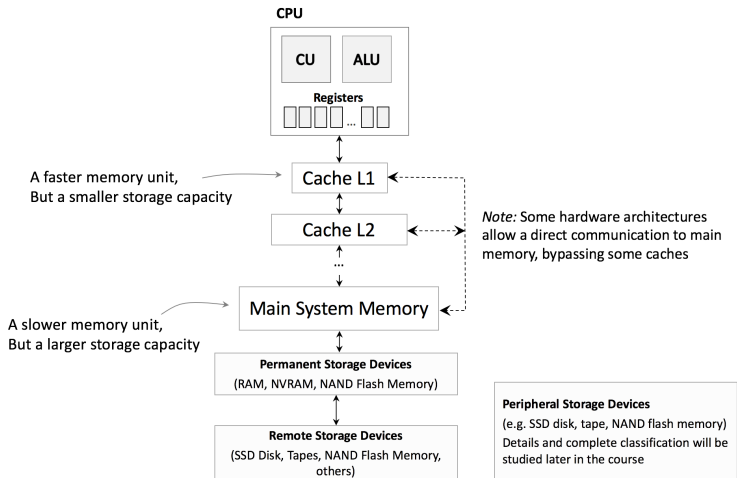 CPU
CU
ALU
Registers
...
A faster memory unit,
But a smaller storage capacity
Cache L1
Cache L2
Note: Some hardware architectures
allow a direct communication to main
memory, bypassing some caches
...
Main System Memory
A slower memory unit,
But a larger storage capacity
Permanent Storage Devices
(RAM, NVRAM, NAND Flash Memory)
Remote Storage Devices
(SSD Disk, Tapes, NAND Flash Memory,
others)
Peripheral Storage Devices
(e.g. SSD disk, tape, NAND flash memory)
Details and complete classification will be
studied later in the course